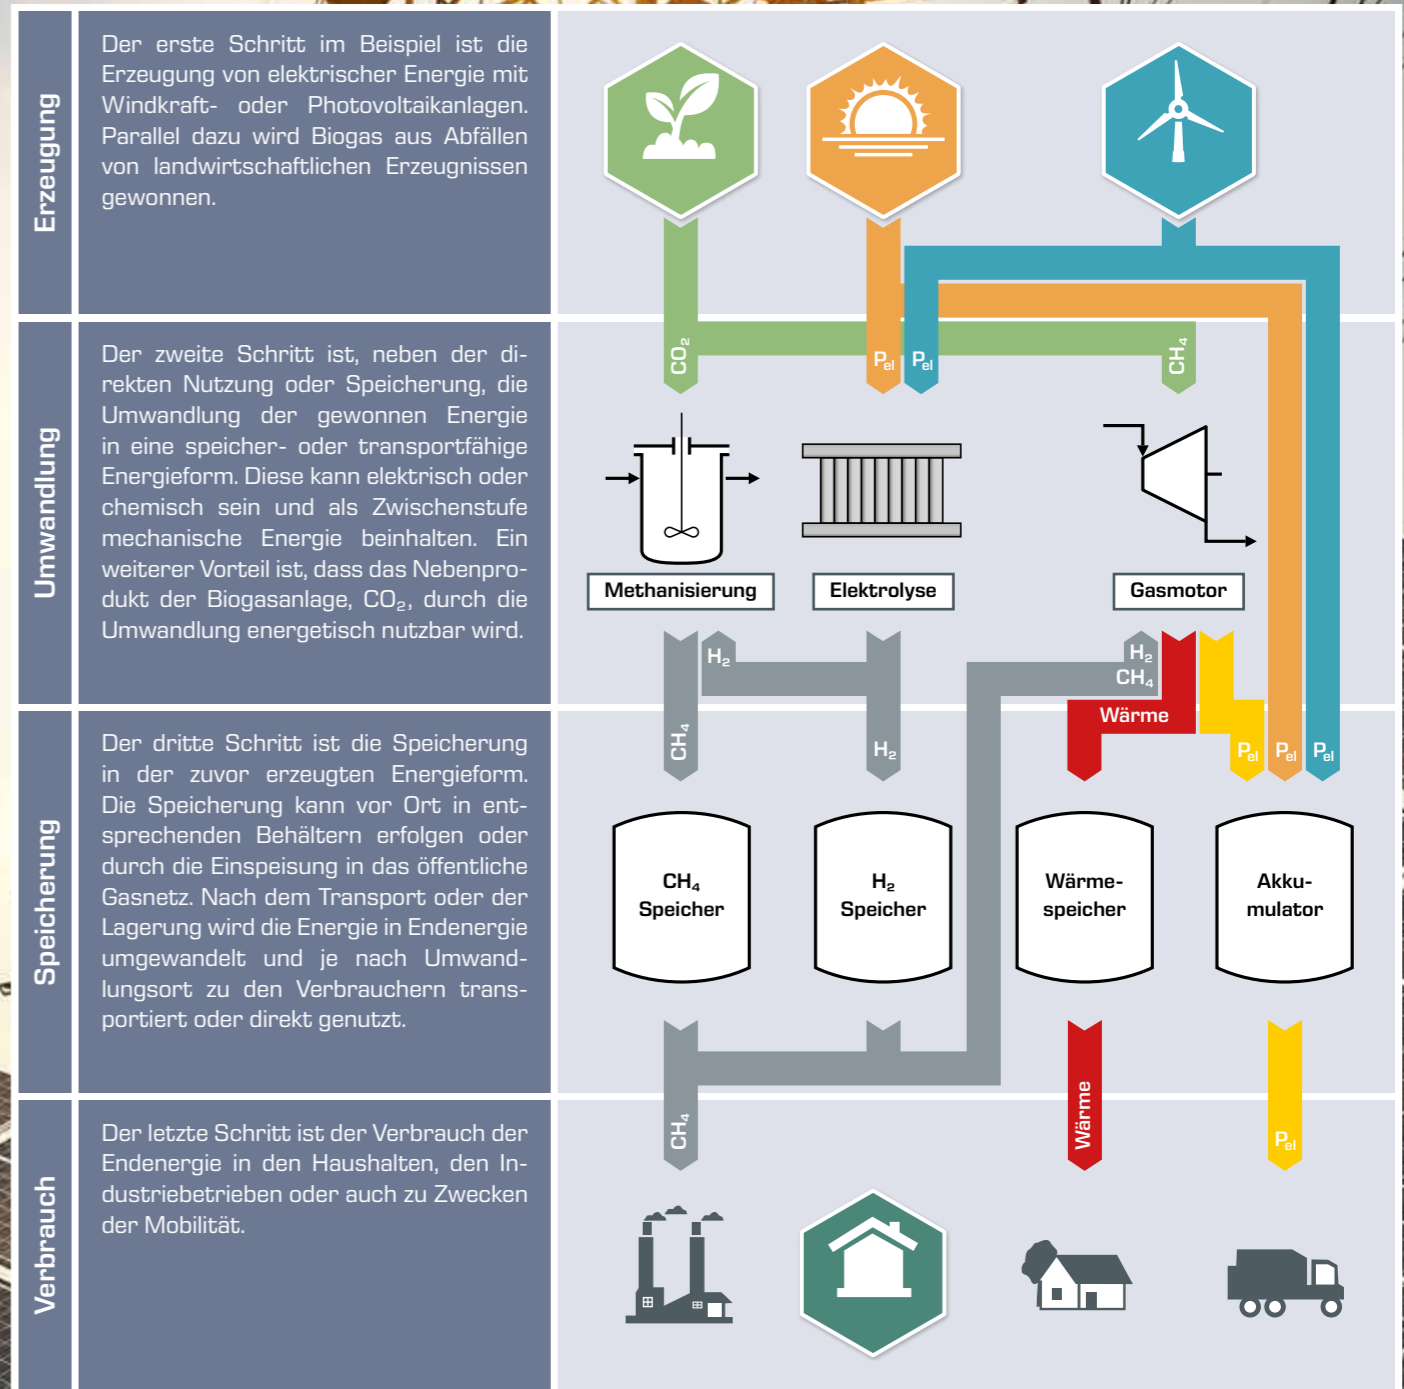 Erzeugung
Der erste Schritt im Beispiel ist die
Erzeugung von elektrischer Energie mit
Windkraft- oder Photovoltaikanlagen.
Parallel dazu wird Biogas aus Abfällen
von landwirtschaftlichen Erzeugnissen
gewonnen.
Umwandlung
Der zweite Schritt ist, neben der di-
rekten Nutzung oder Speicherung, die
Umwandlung der gewonnen Energie
in eine speicher- oder transportfähige
Energieform. Diese kann elektrisch oder
chemisch sein und als Zwischenstufe
mechanische Energie beinhalten. Ein
weiterer Vorteil ist, dass das Nebenpro-
dukt der Biogasanlage, CO₂, durch die
Umwandlung energetisch nutzbar wird.
CO₂
Pel
Pel
CH₄
Methanisierung
Elektrolyse
Gasmotor
H₂
H₂
CH₄
Wärme
Speicherung
Der dritte Schritt ist die Speicherung
in der zuvor erzeugten Energieform.
Die Speicherung kann vor Ort in ent-
sprechenden Behältern erfolgen oder
durch die Einspeisung in das öffentliche
Gasnetz. Nach dem Transport oder der
Lagerung wird die Energie in Endenergie
umgewandelt und je nach Umwand-
lungsort zu den Verbrauchern trans-
portiert oder direkt genutzt.
CH₄
H₂
Pel
Pel
Pel
CH₄
Speicher
H₂
Speicher
Wärme-
speicher
Akku-
mulator
Verbrauch
Der letzte Schritt ist der Verbrauch der
Endenergie in den Haushalten, den In-
dustriebetrieben oder auch zu Zwecken
der Mobilität.
CH₄
Wärme
Pel